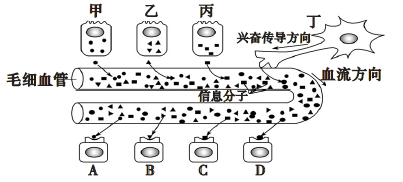 甲 乙 丙 丁
兴奋传导方向
毛细血管
血流方向
信息分子
A B C D